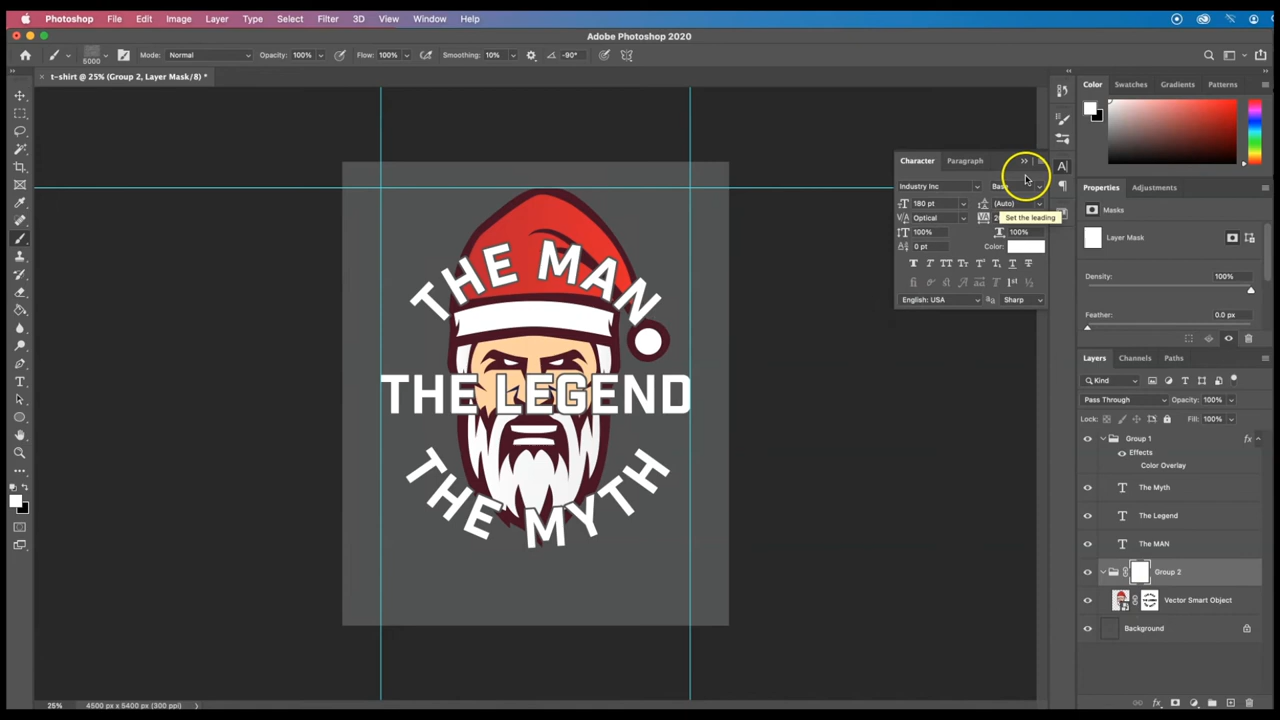 Photoshop File Edit Image Layer Type Select Filter 3D View Window Help
Adobe Photoshop 2020
5000 Mode: Normal Opacity: 100% Flow: 100% Smoothing: 10% -90°
t-shirt @ 25% (Group 2, Layer Mask/8) *
Color Swatches Gradients Patterns
Character Paragraph
Industry Inc
180 pt (Auto)
Optical
Set the leading
100% 100%
0 pt Color:
English: USA Sharp
Properties Adjustments
Masks
Layer Mask
Density: 100%
Feather: 0.0 px
Layers Channels Paths
Kind
Pass Through Opacity: 100%
Lock: Fill: 100%
Group 1 fx
Effects
Color Overlay
The Myth
The Legend
The MAN
Group 2
Vector Smart Object
Background
THE MAN
THE LEGEND
THE MYTH
25% 4500 px x 5400 px (300 ppi)